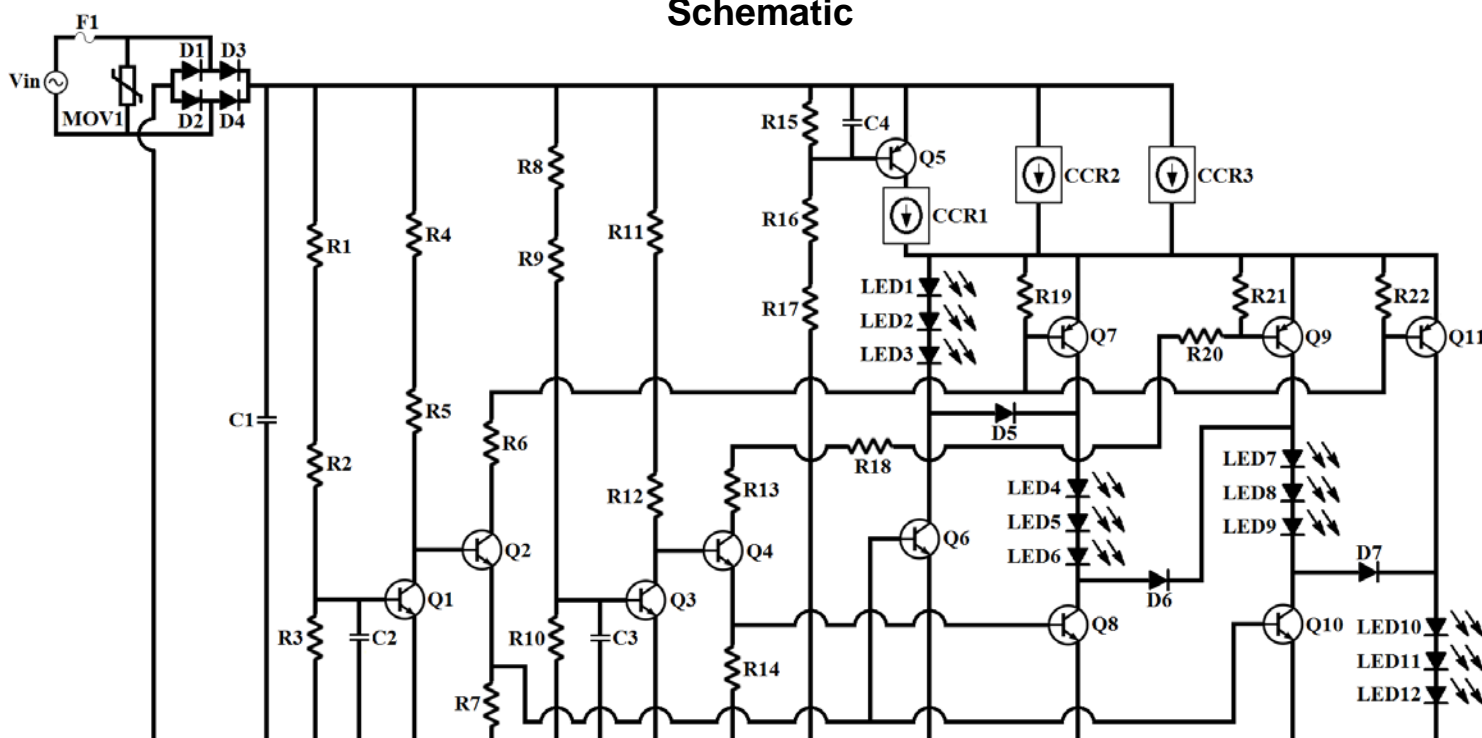 Schematic
F1
D1 D3
Vin
MOV1
D2 D4
R15
C4
Q5
R8
CCR2
CCR3
R16
CCR1
R1
R4
R11
R9
LED1
R19
R21
R22
R17
LED2
Q7
Q9
Q11
LED3
R20
C1
R5
R6
D5
R18
R2
LED7
R13
LED4
LED8
R12
LED5
LED9
Q2
Q4
Q6
LED6
D7
D6
Q1
Q3
R3
C2
R10
C3
Q8
Q10
LED10
R14
LED11
R7
LED12